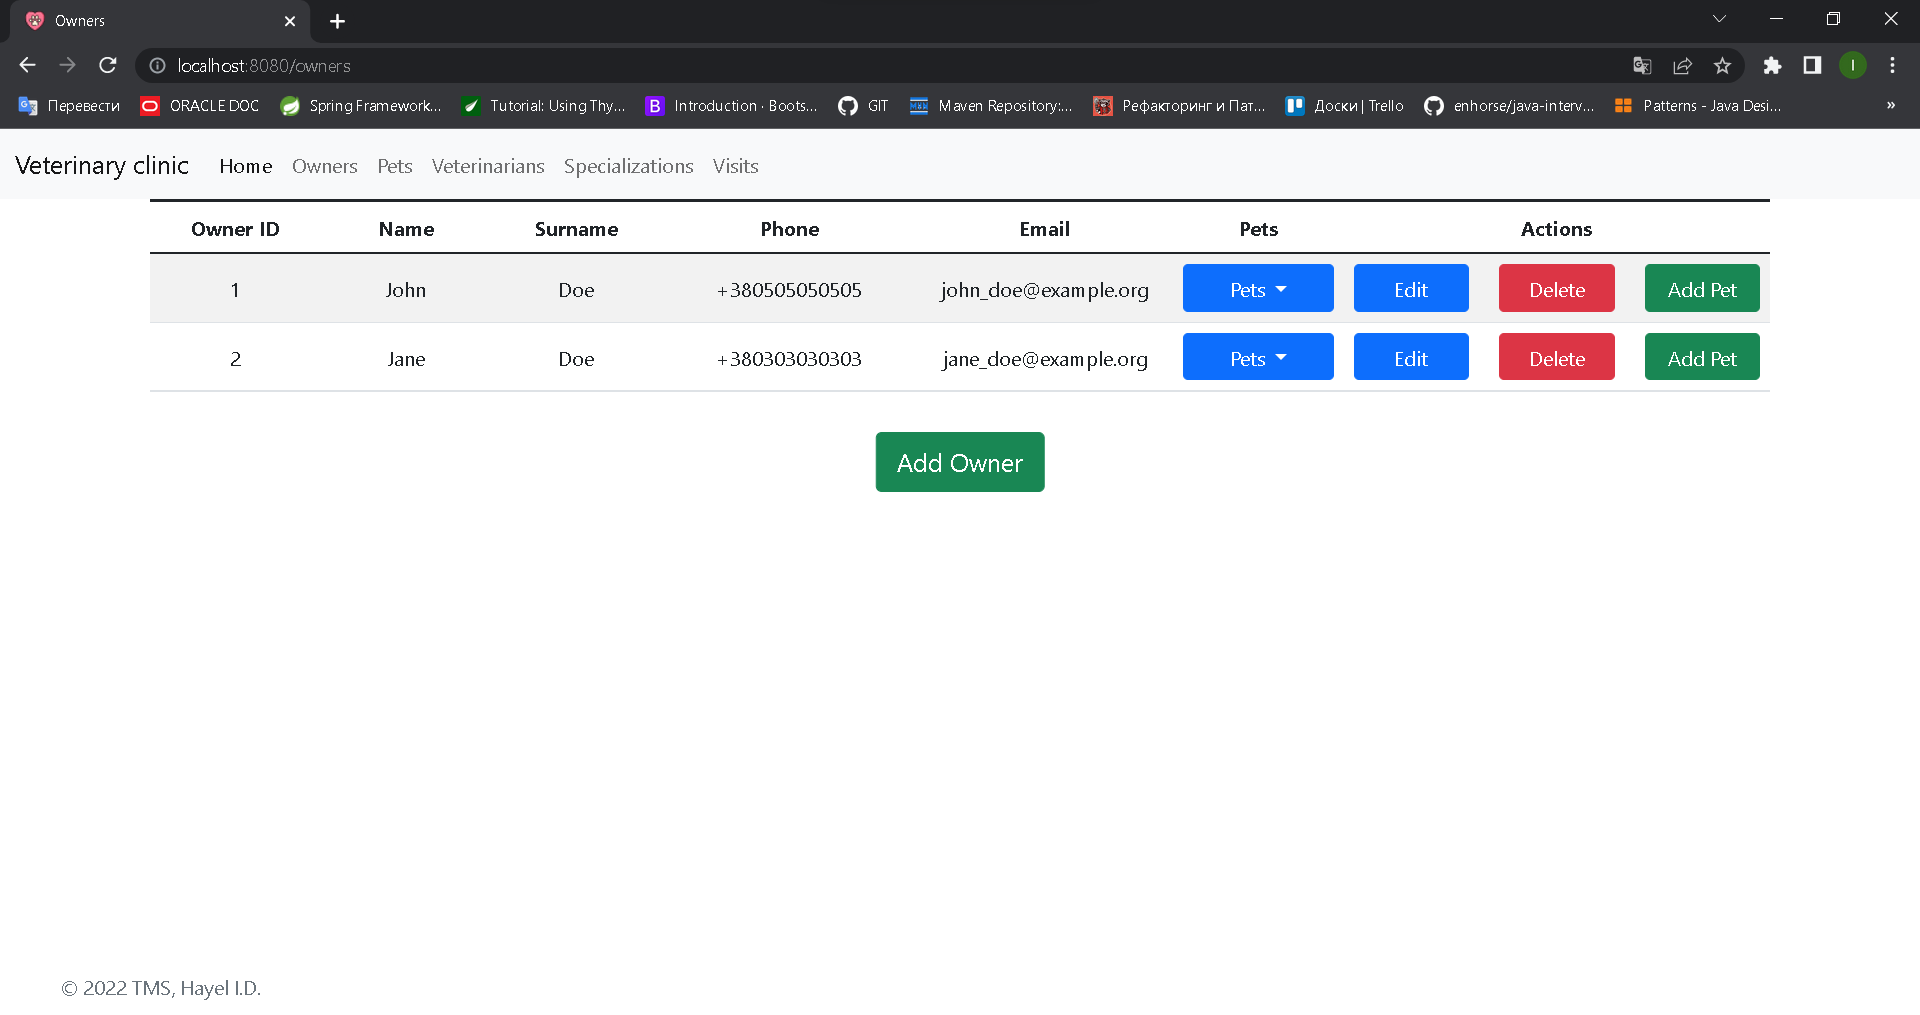 Owners
localhost:8080/owners
I
Перевести ORACLE DOC Spring Framework... Tutorial: Using Thy... Introduction · Boots... GIT Maven Repository:... Рефакторинг и Пат... Доски | Trello enhorse/java-interv... Patterns - Java Desi... »
Veterinary clinic Home Owners Pets Veterinarians Specializations Visits
Owner ID Name Surname Phone Email Pets Actions
1 John Doe +380505050505 john_doe@example.org Pets Edit Delete Add Pet
2 Jane Doe +380303030303 jane_doe@example.org Pets Edit Delete Add Pet
Add Owner
© 2022 TMS, Hayel I.D.